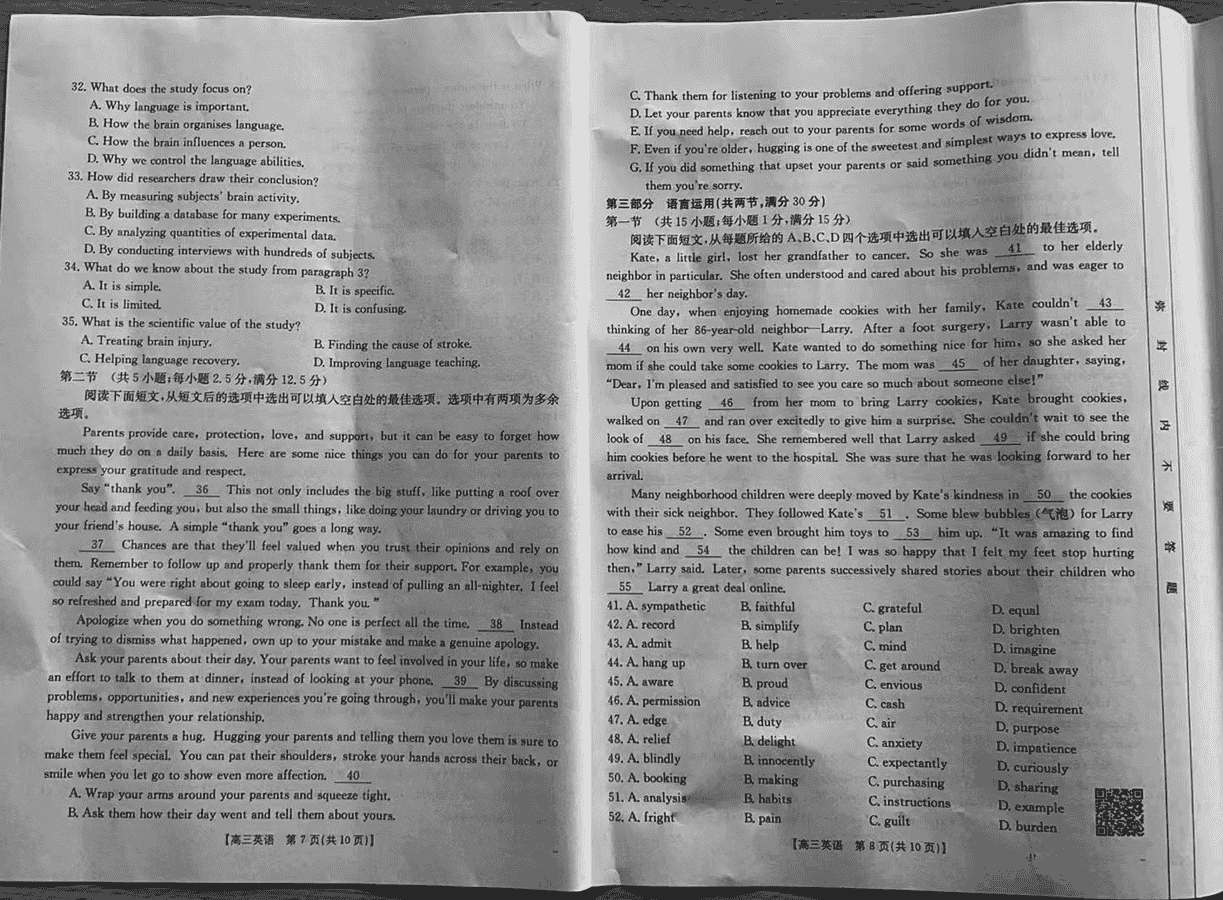 32. What does the study focus on?
A. Why language is important.
B. How the brain organises language.
C. How the brain influences a person.
D. Why we control the language abilities.
33. How did researchers draw their conclusion?
A. By measuring subjects' brain activity.
B. By building a database for many experiments.
C. By analyzing quantities of experimental data.
D. By conducting interviews with hundreds of subjects.
34. What do we know about the study from paragraph 3?
A. It is simple. B. It is specific.
C. It is limited. D. It is confusing.
35. What is the scientific value of the study?
A. Treating brain injury. B. Finding the cause of stroke.
C. Helping language recovery. D. Improving language teaching.
第二节 (共5小题;每小题2.5分,满分12.5分)
阅读下面短文,从短文后的选项中选出可以填入空白处的最佳选项。选项中有两项为多余
选项。
Parents provide care, protection, love, and support, but it can be easy to forget how
much they do on a daily basis. Here are some nice things you can do for your parents to
express your gratitude and respect.
Say "thank you". 36 This not only includes the big stuff, like putting a roof over
your head and feeding you, but also the small things, like doing your laundry or driving you to
your friend's house. A simple "thank you" goes a long way.
37 Chances are that they'll feel valued when you trust their opinions and rely on
them. Remember to follow up and properly thank them for their support. For example, you
could say "You were right about going to sleep early, instead of pulling an all-nighter. I feel
so refreshed and prepared for my exam today. Thank you."
Apologize when you do something wrong. No one is perfect all the time. 38 Instead
of trying to dismiss what happened, own up to your mistake and make a genuine apology.
Ask your parents about their day. Your parents want to feel involved in your life, so make
an effort to talk to them at dinner, instead of looking at your phone. 39 By discussing
problems, opportunities, and new experiences you're going through, you'll make your parents
happy and strengthen your relationship.
Give your parents a hug. Hugging your parents and telling them you love them is sure to
make them feel special. You can pat their shoulders, stroke your hands across their back, or
smile when you let go to show even more affection. 40
A. Wrap your arms around your parents and squeeze tight.
B. Ask them how their day went and tell them about yours.
【高三英语 第7页(共10页)】
C. Thank them for listening to your problems and offering support.
D. Let your parents know that you appreciate everything they do for you.
E. If you need help, reach out to your parents for some words of wisdom.
F. Even if you're older, hugging is one of the sweetest and simplest ways to express love.
G. If you did something that upset your parents or said something you didn't mean, tell
them you're sorry.
第三部分 语言运用(共两节,满分30分)
第一节 (共15小题;每小题1分,满分15分)
阅读下面短文,从每题所给的A、B、C、D四个选项中选出可以填入空白处的最佳选项。
Kate, a little girl, lost her grandfather to cancer. So she was 41 to her elderly
neighbor in particular. She often understood and cared about his problems, and was eager to
42 her neighbor's day.
One day, when enjoying homemade cookies with her family, Kate couldn't 43
thinking of her 86-year-old neighbor—Larry. After a foot surgery, Larry wasn't able to
44 on his own very well. Kate wanted to do something nice for him, so she asked her
mom if she could take some cookies to Larry. The mom was 45 of her daughter, saying,
"Dear, I'm pleased and satisfied to see you care so much about someone else!"
Upon getting 46 from her mom to bring Larry cookies, Kate brought cookies,
walked on 47 and ran over excitedly to give him a surprise. She couldn't wait to see the
look of 48 on his face. She remembered well that Larry asked 49 if she could bring
him cookies before he went to the hospital. She was sure that he was looking forward to her
arrival.
Many neighborhood children were deeply moved by Kate's kindness in 50 the cookies
with their sick neighbor. They followed Kate's 51 . Some blew bubbles (气泡) for Larry
to ease his 52 . Some even brought him toys to 53 him up. "It was amazing to find
how kind and 54 the children can be! I was so happy that I felt my feet stop hurting
then," Larry said. Later, some parents successively shared stories about their children who
55 Larry a great deal online.
41. A. sympathetic B. faithful C. grateful D. equal
42. A. record B. simplify C. plan D. brighten
43. A. admit B. help C. mind D. imagine
44. A. hang up B. turn over C. get around D. break away
45. A. aware B. proud C. envious D. confident
46. A. permission B. advice C. cash D. requirement
47. A. edge B. duty C. air D. purpose
48. A. relief B. delight C. anxiety D. impatience
49. A. blindly B. innocently C. expectantly D. curiously
50. A. booking B. making C. purchasing D. sharing
51. A. analysis B. habits C. instructions D. example
52. A. fright B. pain C. guilt D. burden
【高三英语 第8页(共10页)】
弥
封
线
内
不
要
答
题